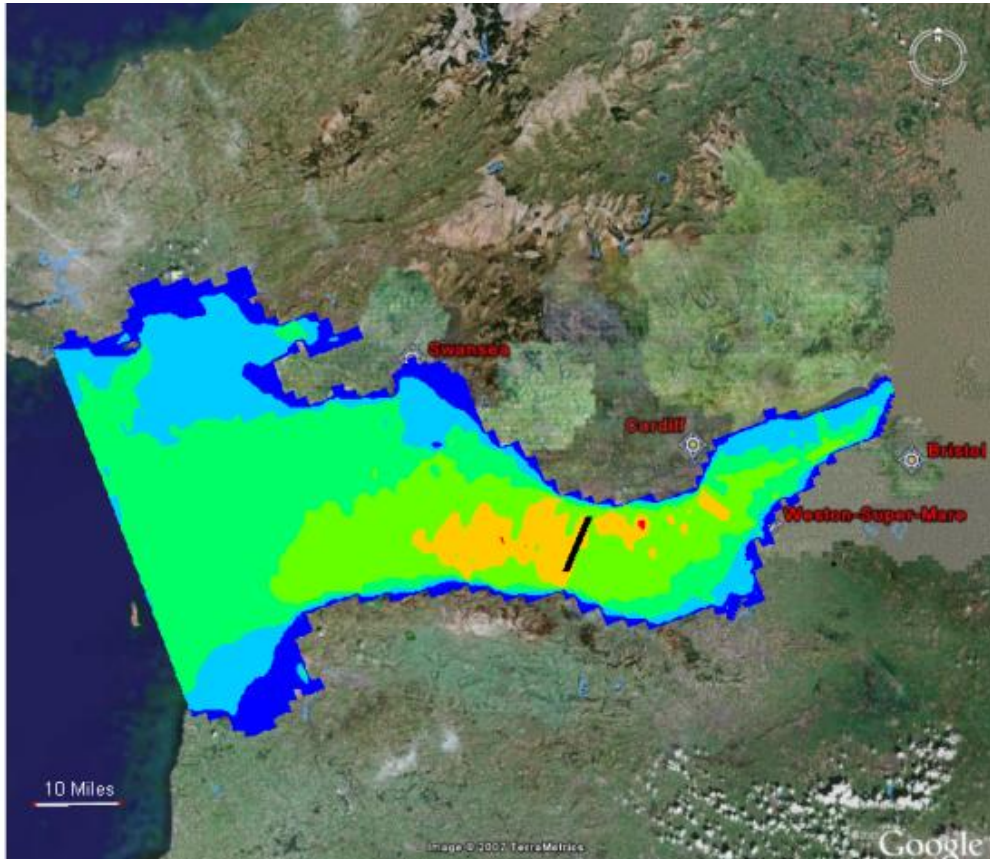 N
Swansea
Cardiff
Bristol
Weston-Super-Mare
10 Miles
Image © 2007 TerraMetrics
Google